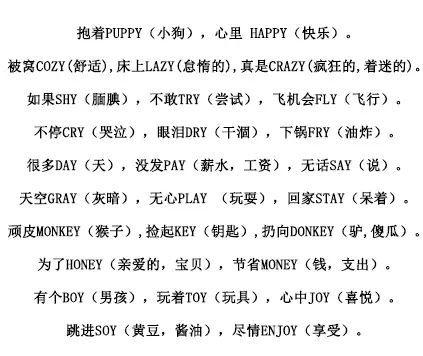 抱着PUPPY（小狗），心里 HAPPY（快乐）。
被窝COZY(舒适),床上LAZY(怠惰的),真是CRAZY(疯狂的,着迷的)。
如果SHY（腼腆），不敢TRY（尝试），飞机会FLY（飞行）。
不停CRY（哭泣），眼泪DRY（干涸），下锅FRY（油炸）。
很多DAY（天），没发PAY（薪水，工资），无话SAY（说）。
天空GRAY（灰暗），无心PLAY （玩耍），回家STAY（呆着）。
顽皮MONKEY（猴子）,捡起KEY（钥匙）,扔向DONKEY（驴,傻瓜）。
为了HONEY（亲爱的，宝贝），节省MONEY（钱，支出）。
有个BOY（男孩），玩着TOY（玩具），心中JOY（喜悦）。
跳进SOY（黄豆，酱油），尽情ENJOY（享受）。